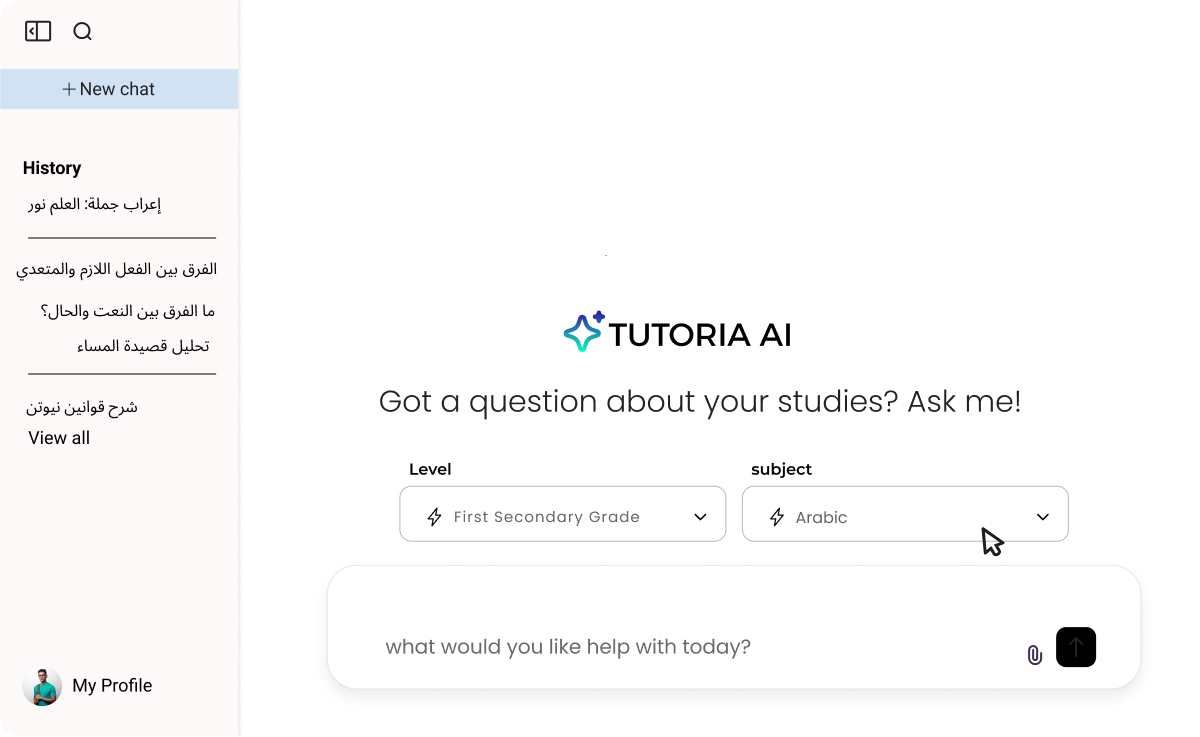 New chat
History
إعراب جملة: العلم نور
الفرق بين الفعل اللازم والمتعدي
ما الفرق بين النعت والحال؟
تحليل قصيدة المساء
شرح قوانين نيوتن
View all
My Profile
TUTORIA AI
Got a question about your studies? Ask me!
Level
subject
First Secondary Grade
Arabic
what would you like help with today?